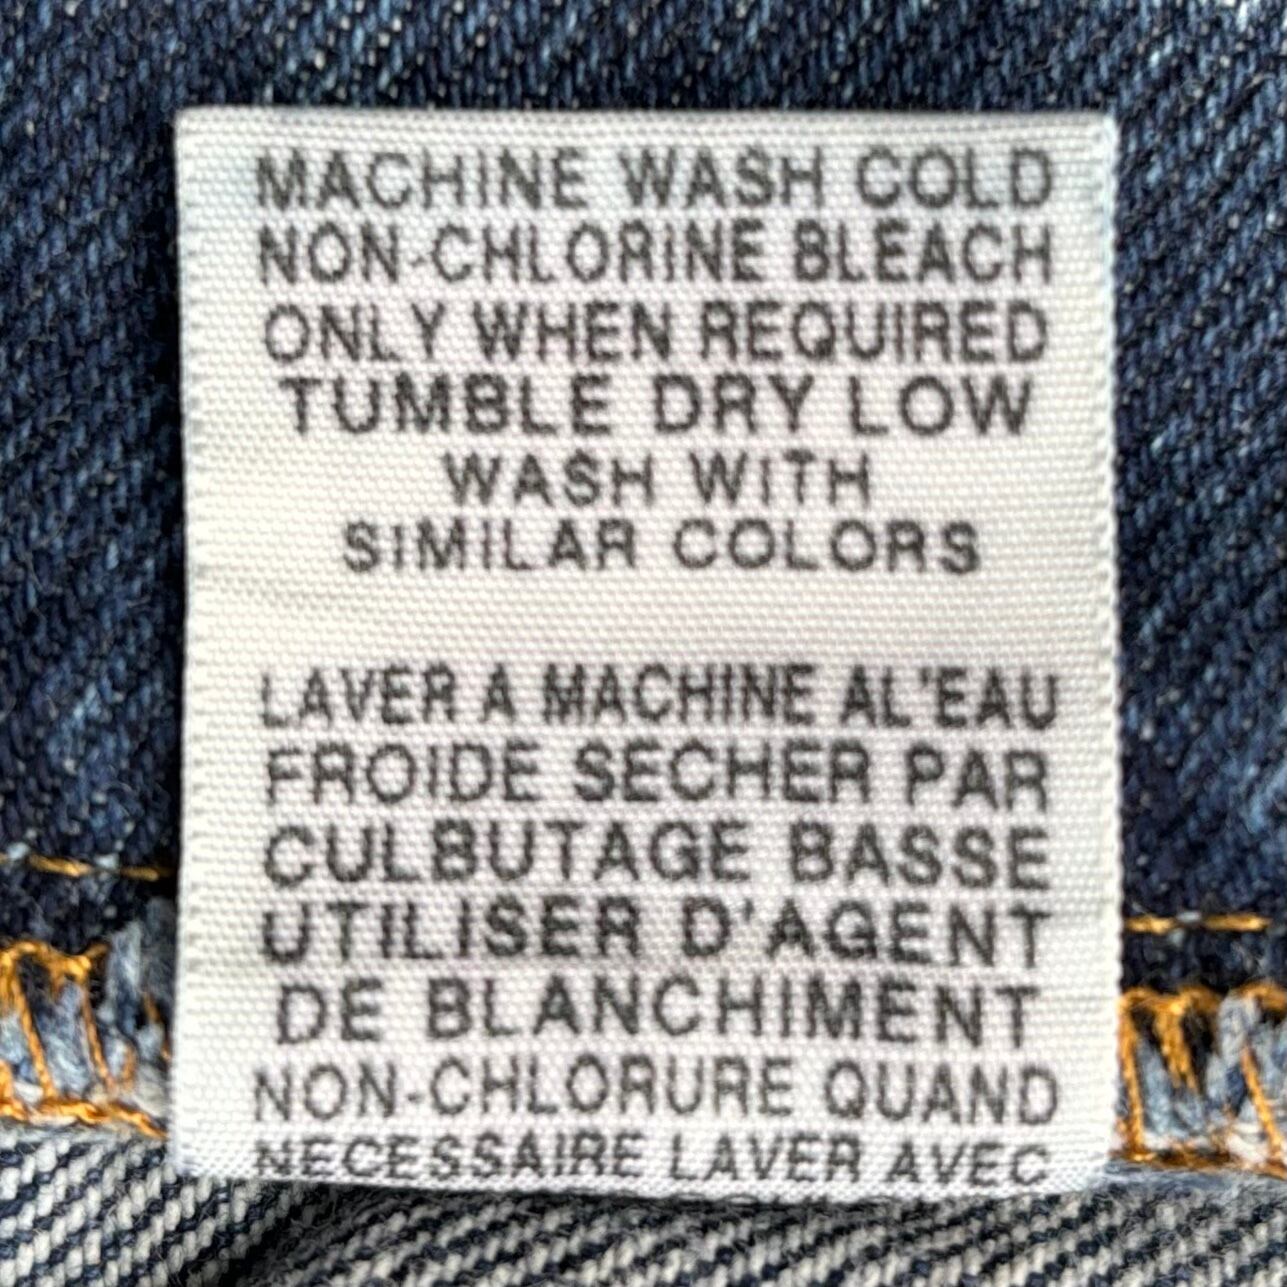 MACHINE WASH COLD
NON-CHLORINE BLEACH
ONLY WHEN REQUIRED
TUMBLE DRY LOW
WASH WITH
SIMILAR COLORS
LAVER A MACHINE AL'EAU
FROIDE SECHER PAR
CULBUTAGE BASSE
UTILISER D'AGENT
DE BLANCHIMENT
NON-CHLORURE QUAND
NECESSAIRE LAVER AVEC